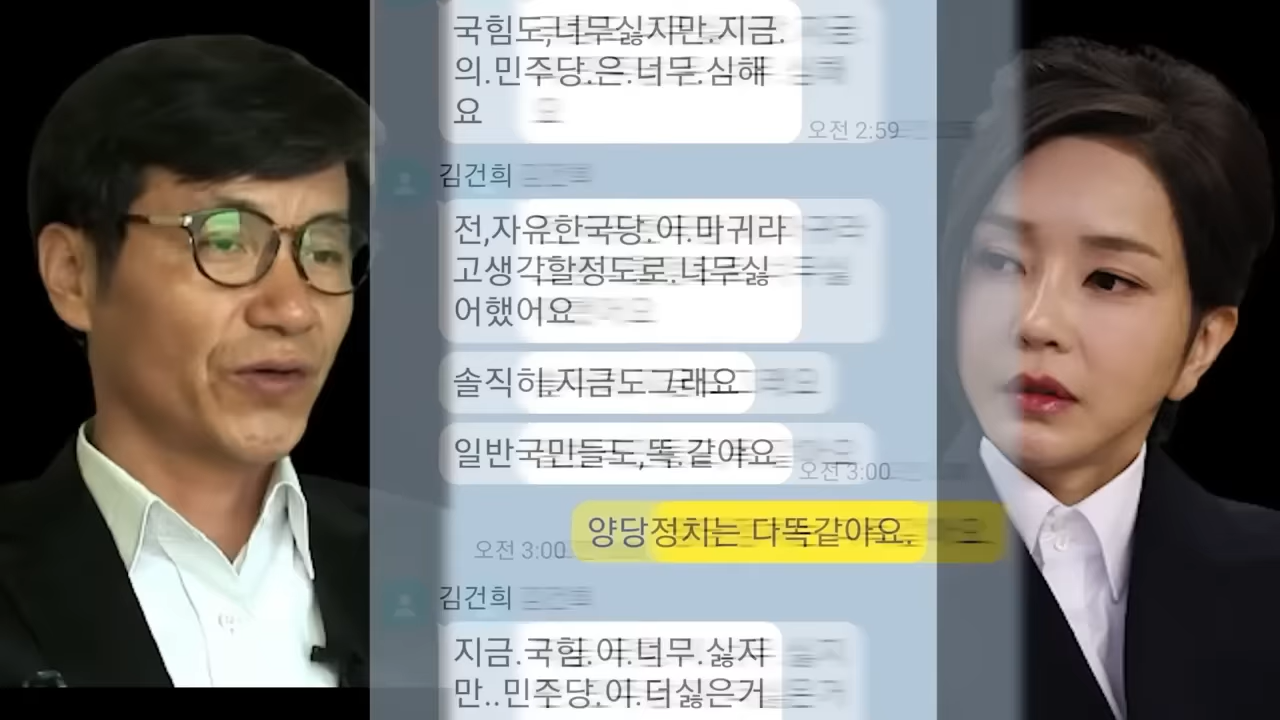 국힘도,너무싫지만.지금.
의.민주당.은.너무.심해
요
오전 2:59
김건희
전,자유한국당.이.마귀라
고생각할정도로.너무싫
어했어요
솔직히,지금도그래요
일반국민들도,똑.같아요
오전 3:00
양당정치는 다똑같아요.
오전 3:00
김건희
지금.국힘.이.너무.싫지
만..민주당.이.더싫은거